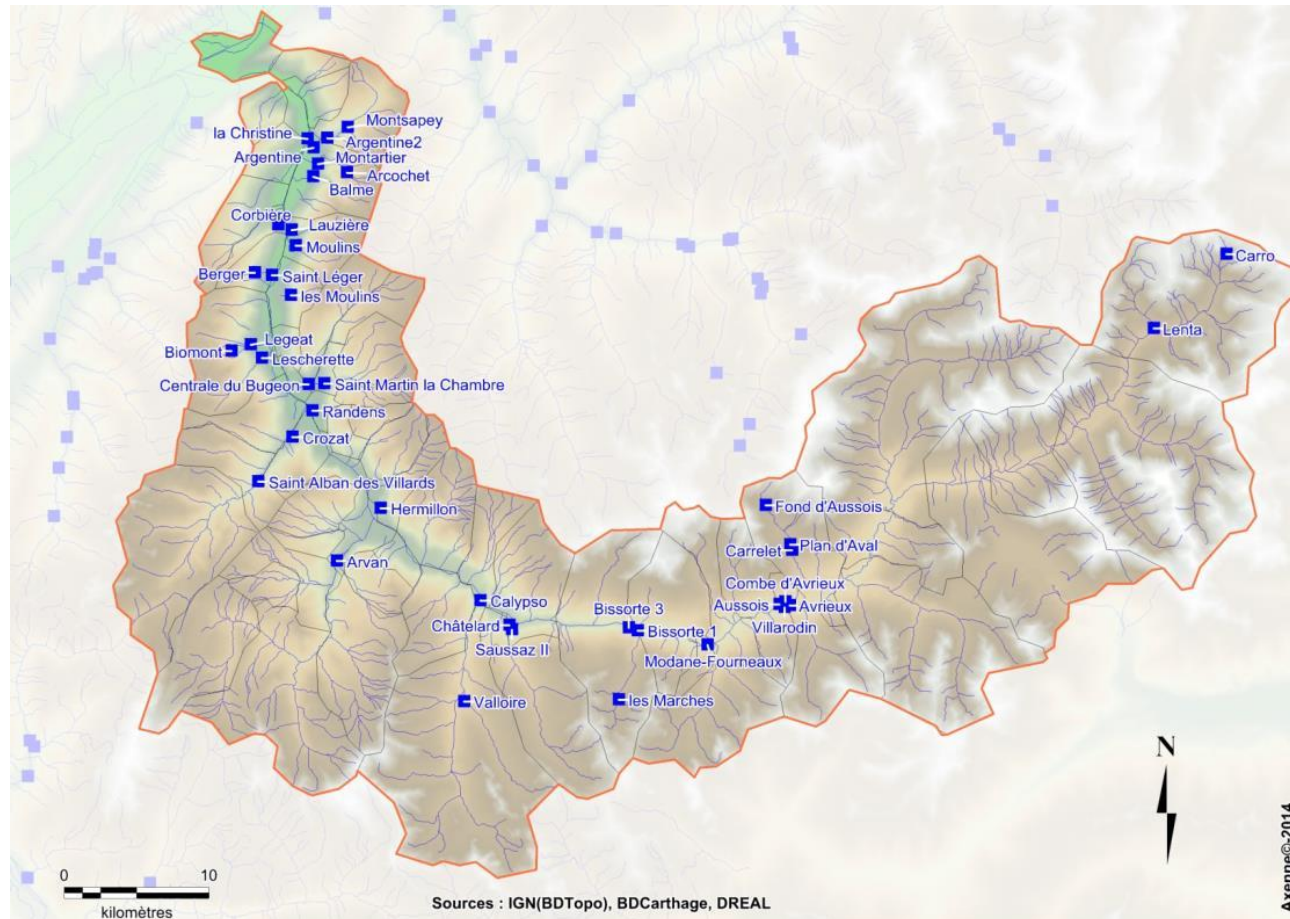 Montsapey
la Christine
Argentine2
Argentine
Montartier
Arcochet
Balme
Corbière
Lauzière
Moulins
Berger
Saint Léger
les Moulins
Carro
Lenta
Legeat
Biomont
Lescherette
Centrale du Bugeon
Saint Martin la Chambre
Randens
Crozat
Saint Alban des Villards
Hermillon
Fond d'Aussois
Carrelet
Plan d'Aval
Arvan
Combe d'Avrieux
Calypso
Bissorte 3
Aussois
Avrieux
Châtelard
Bissorte 1
Villarodin
Saussaz II
Modane-Fourneaux
Valloire
les Marches
N
0 10
kilomètres
Sources : IGN(BDTopo), BDCarthage, DREAL
Axenne©-2014